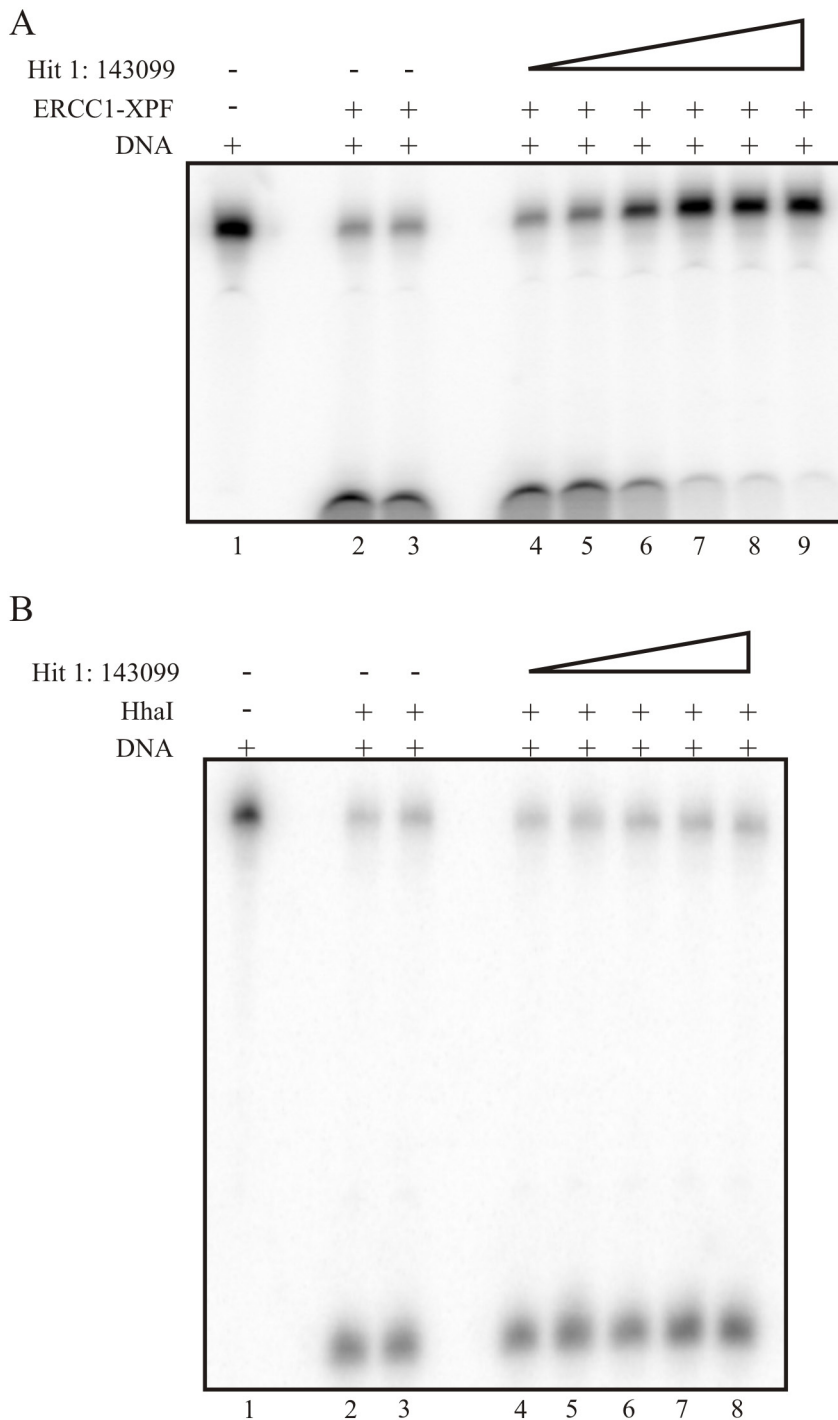 A
Hit 1: 143099 - - -
ERCC1-XPF - + + + + + + + +
DNA + + + + + + + + +
1 2 3 4 5 6 7 8 9
B
Hit 1: 143099 - - -
HhaI - + + + + + + +
DNA + + + + + + + +
1 2 3 4 5 6 7 8